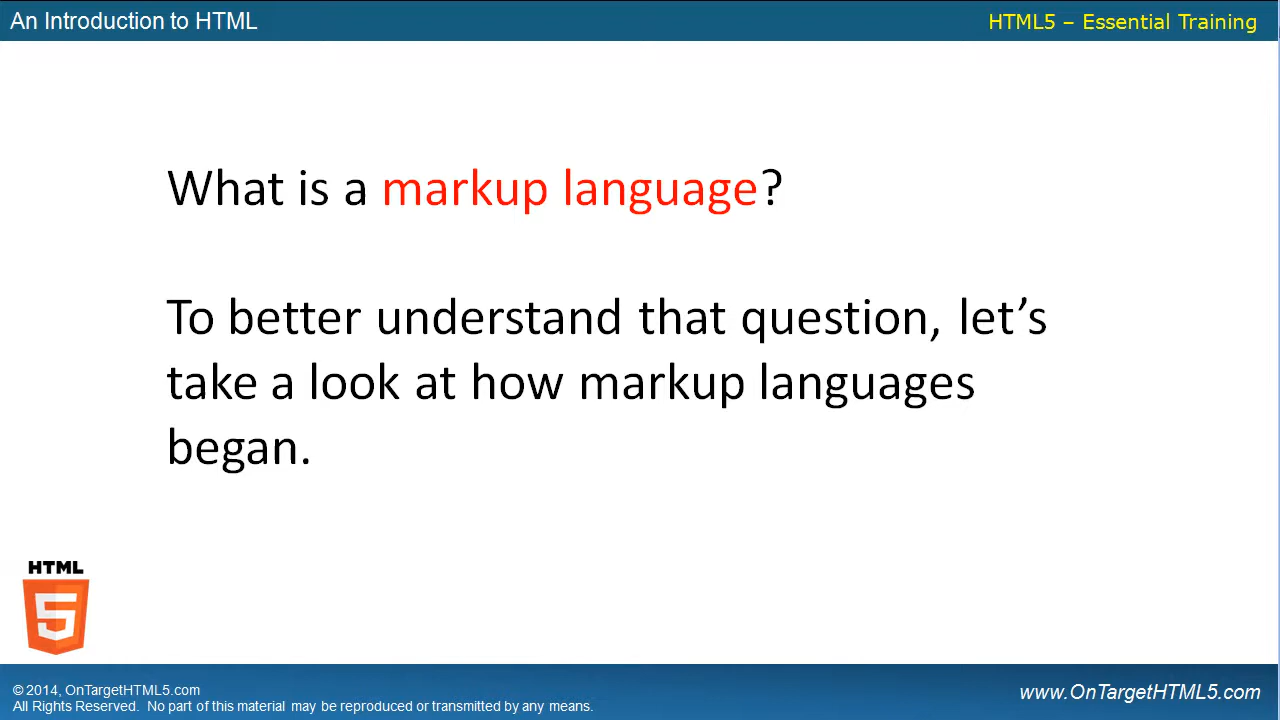 An Introduction to HTML
HTML5 – Essential Training
What is a markup language?
To better understand that question, let’s
take a look at how markup languages
began.
HTML
5
© 2014, OnTargetHTML5.com
www.OnTargetHTML5.com
All Rights Reserved.  No part of this material may be reproduced or transmitted by any means.